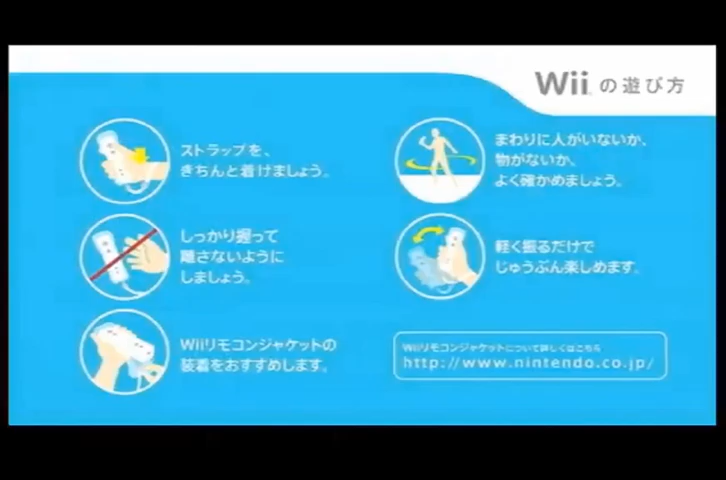 Wii の遊び方
ストラップを、
きちんと着けましょう。
しっかり握って
離さないように
しましょう。
Wiiリモコンジャケットの
装着をおすすめします。
まわりに人がいないか、
物がないか、
よく確かめましょう。
軽く振るだけで
じゅうぶん楽しめます。
Wiiリモコンジャケットについて詳しくはこちら
http://www.nintendo.co.jp/